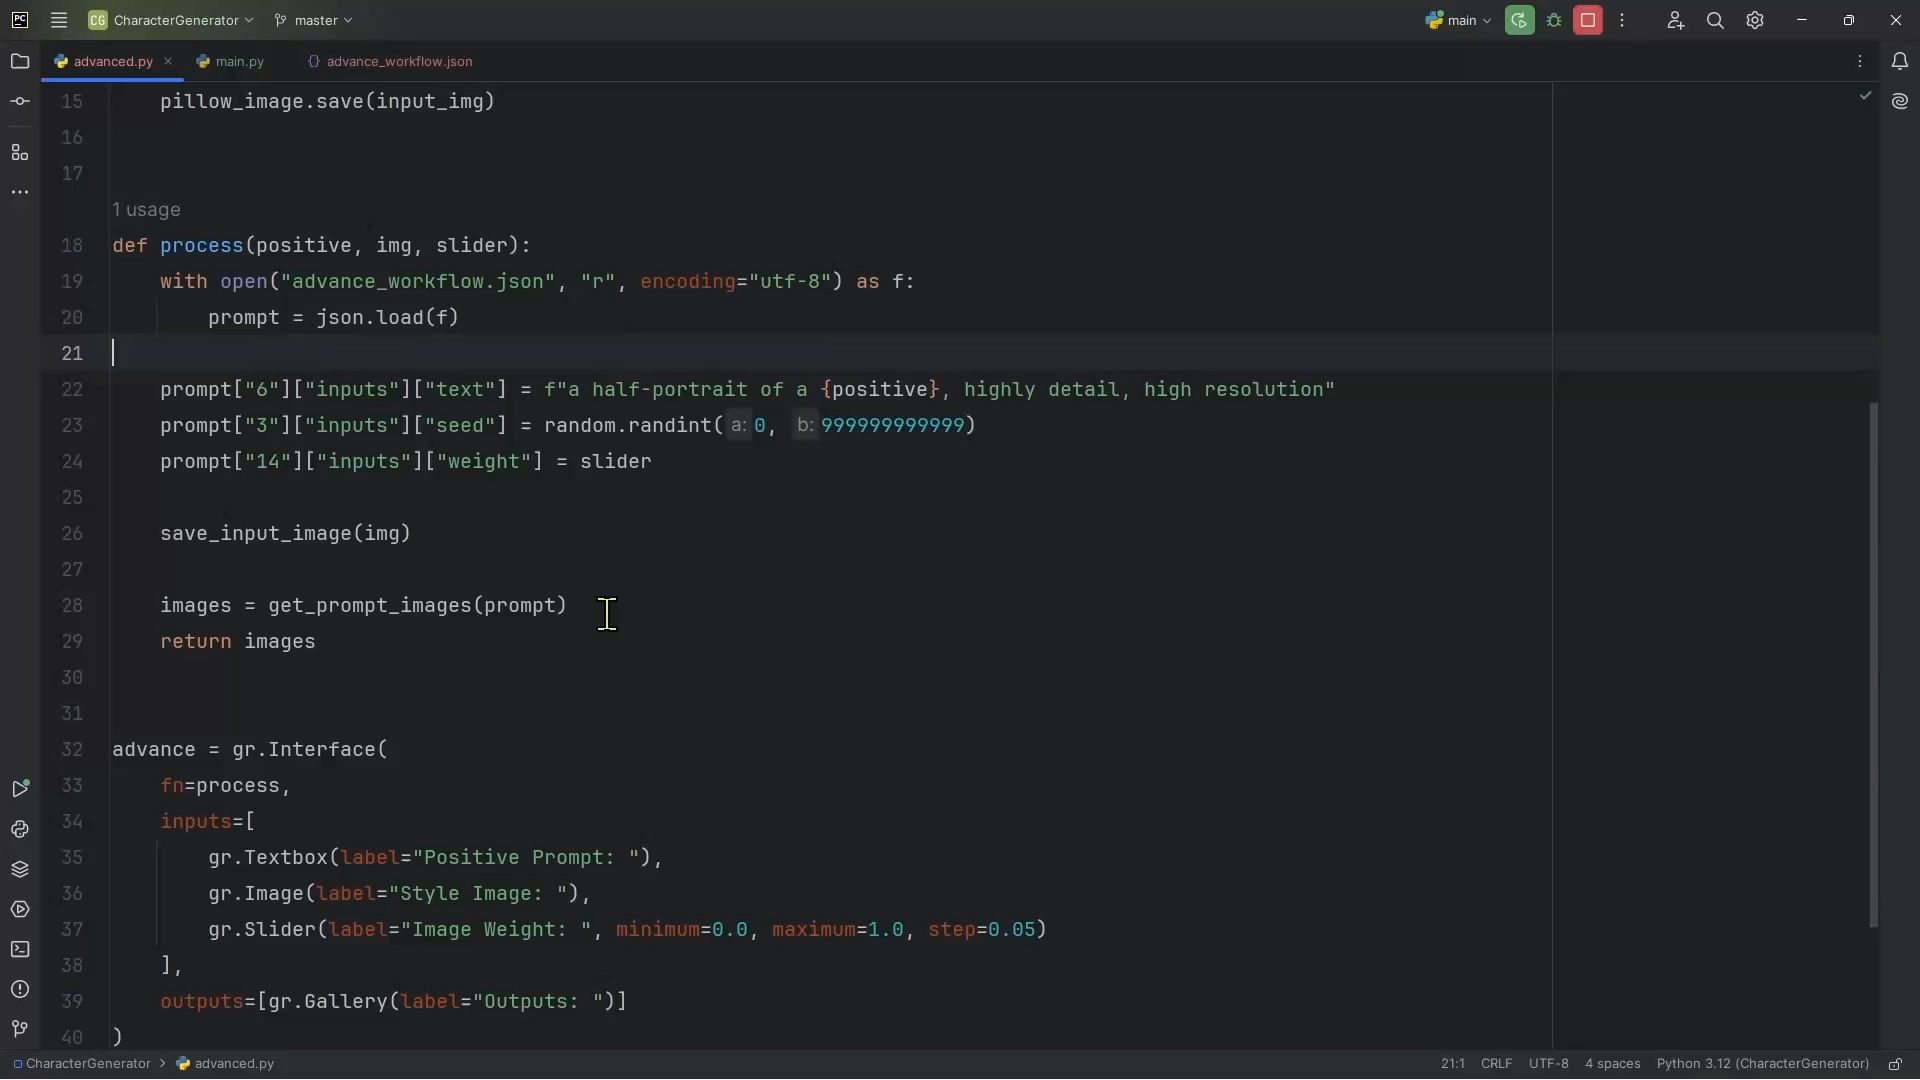 PC CG CharacterGenerator master main
advanced.py main.py {} advance_workflow.json
15 pillow_image.save(input_img)
16
17
1 usage
18 def process(positive, img, slider):
19 with open("advance_workflow.json", "r", encoding="utf-8") as f:
20 prompt = json.load(f)
21
22 prompt["6"]["inputs"]["text"] = f"a half-portrait of a {positive}, highly detail, high resolution"
23 prompt["3"]["inputs"]["seed"] = random.randint( a: 0, b: 999999999999)
24 prompt["14"]["inputs"]["weight"] = slider
25
26 save_input_image(img)
27
28 images = get_prompt_images(prompt)
29 return images
30
31
32 advance = gr.Interface(
33 fn=process,
34 inputs=[
35 gr.Textbox(label="Positive Prompt: "),
36 gr.Image(label="Style Image: "),
37 gr.Slider(label="Image Weight: ", minimum=0.0, maximum=1.0, step=0.05)
38 ],
39 outputs=[gr.Gallery(label="Outputs: ")]
40 )
CharacterGenerator > advanced.py 21:1 CRLF UTF-8 4 spaces Python 3.12 (CharacterGenerator)